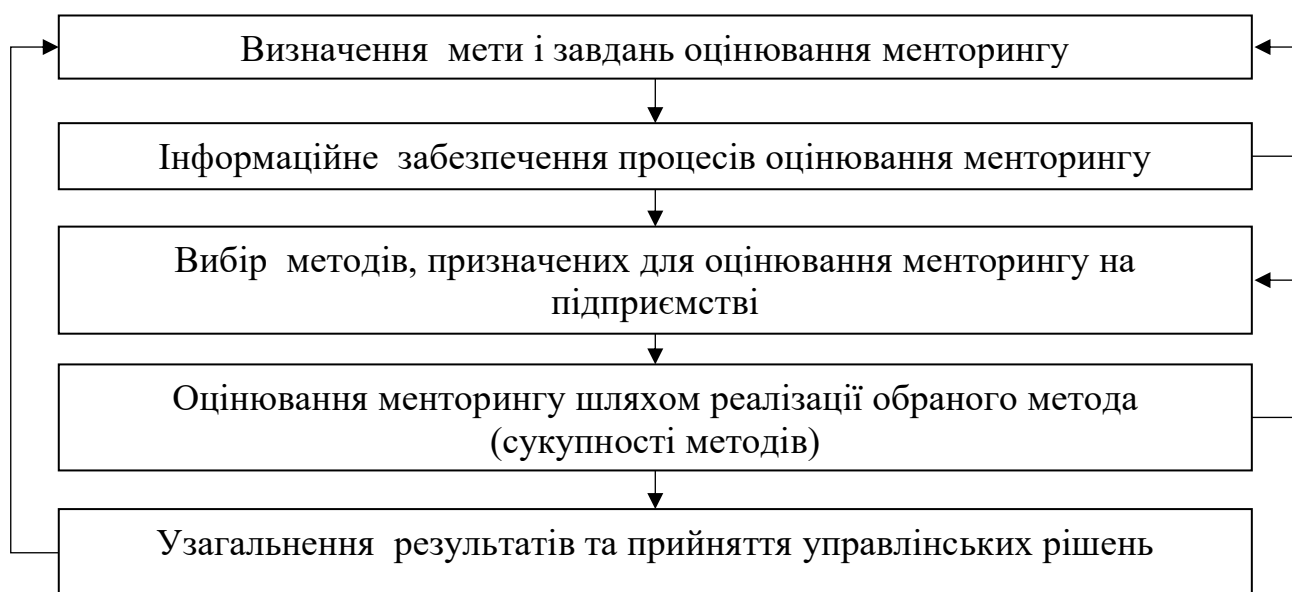 Визначення мети і завдань оцінювання менторингу
Інформаційне забезпечення процесів оцінювання менторингу
Вибір методів, призначених для оцінювання менторингу на
підприємстві
Оцінювання менторингу шляхом реалізації обраного метода
(сукупності методів)
Узагальнення результатів та прийняття управлінських рішень